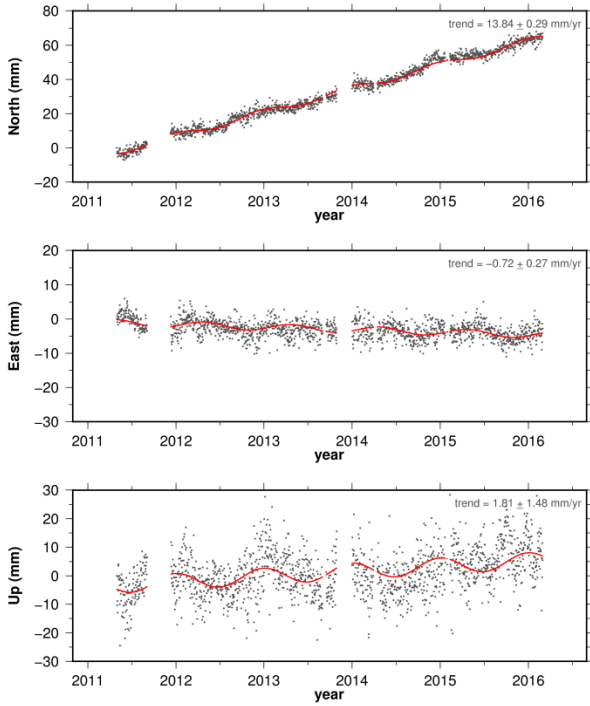 80
60
40
20
0
−20
North (mm)
trend = 13.84 ± 0.29 mm/yr
2011 2012 2013 2014 2015 2016
year
20
10
0
−10
−20
−30
East (mm)
trend = −0.72 ± 0.27 mm/yr
2011 2012 2013 2014 2015 2016
year
30
20
10
0
−10
−20
−30
Up (mm)
trend = 1.81 ± 1.48 mm/yr
2011 2012 2013 2014 2015 2016
year